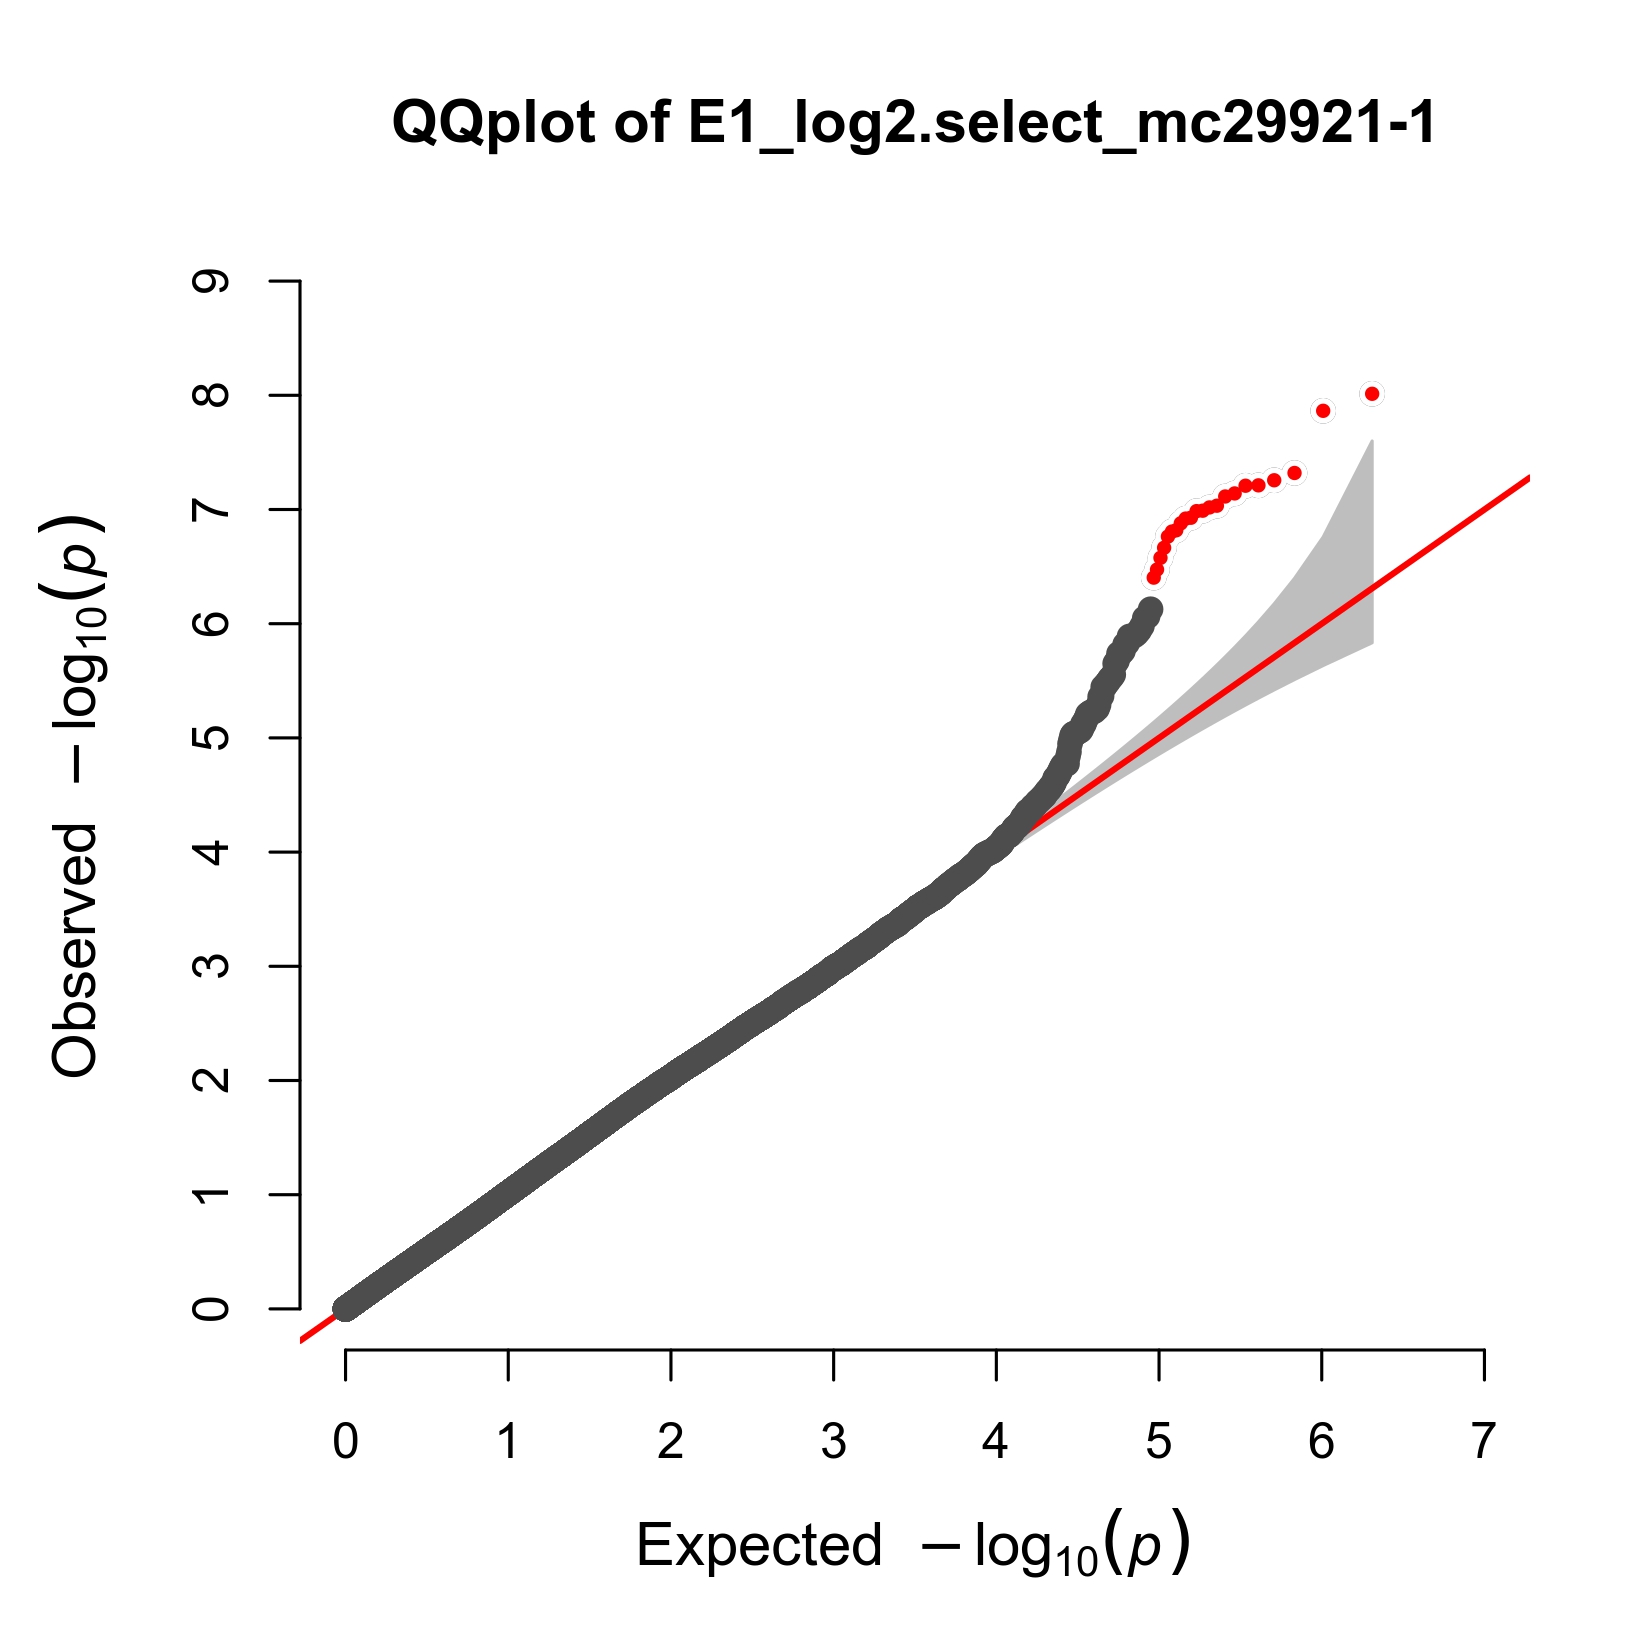 QQplot of E1_log2.select_mc29921-1
Observed −log10(p)
9
8
7
6
5
4
3
2
1
0
0 1 2 3 4 5 6 7
Expected −log10(p)